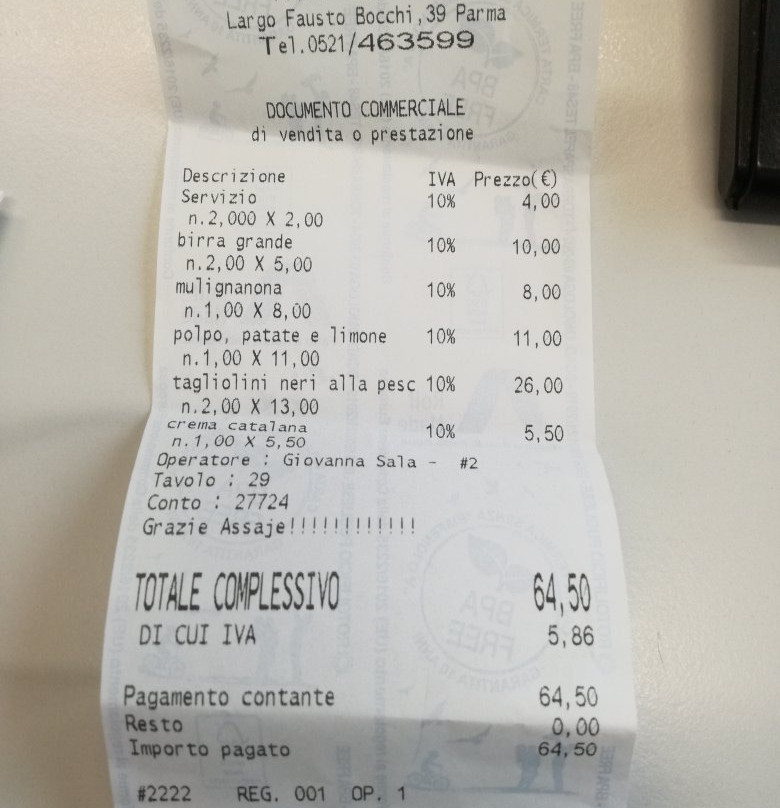 Largo Fausto Bocchi,39 Parma
Tel.0521/463599
DOCUMENTO COMMERCIALE
di vendita o prestazione
Descrizione IVA Prezzo(€)
Servizio 10% 4,00
n.2,000 X 2,00
birra grande 10% 10,00
n.2,00 X 5,00
mulignanona 10% 8,00
n.1,00 X 8,00
polpo, patate e limone 10% 11,00
n.1,00 X 11,00
tagliolini neri alla pesc 10% 26,00
n.2,00 X 13,00
crema catalana 10% 5,50
n.1,00 X 5,50
Operatore : Giovanna Sala - #2
Tavolo : 29
Conto : 27724
Grazie Assaje!!!!!!!!!!!!
TOTALE COMPLESSIVO 64,50
DI CUI IVA 5,86
Pagamento contante 64,50
Resto 0,00
Importo pagato 64,50
#2222 REG. 001 OP. 1